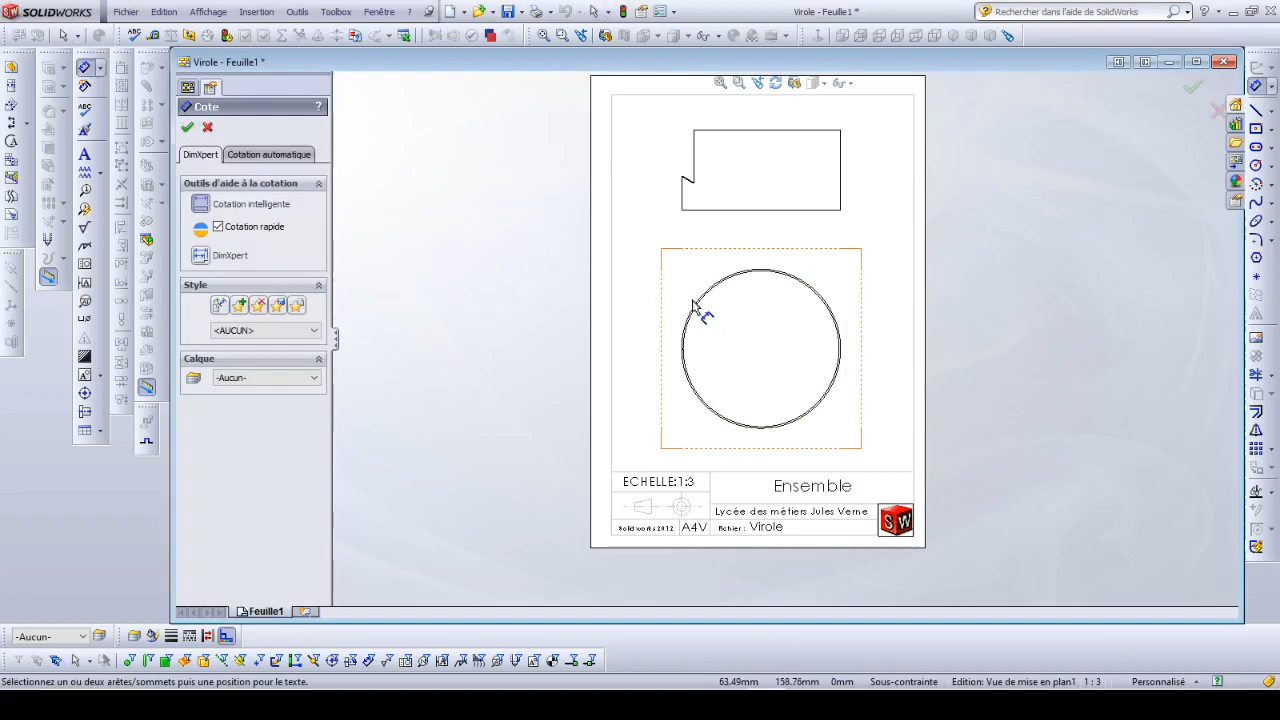 SOLIDWORKS
Fichier
Edition
Affichage
Insertion
Outils
Toolbox
Fenêtre
?
Virole - Feuille1 *
Rechercher dans l'aide de SolidWorks
Virole - Feuille1 *
Cote
?
DimXpert
Cotation automatique
Outils d'aide à la cotation
Cotation intelligente
Cotation rapide
DimXpert
Style
<AUCUN>
Calque
-Aucun-
ECHELLE:1:3
Ensemble
Lycée des métiers Jules Verne
Solid works 2012
A4V
Fichier : Virole
SW
Feuille1
-Aucun-
Sélectionnez un ou deux arêtes/sommets puis une position pour le texte.
63.49mm
158.76mm
0mm
Sous-contrainte
Edition: Vue de mise en plan1
1 : 3
Personnalisé